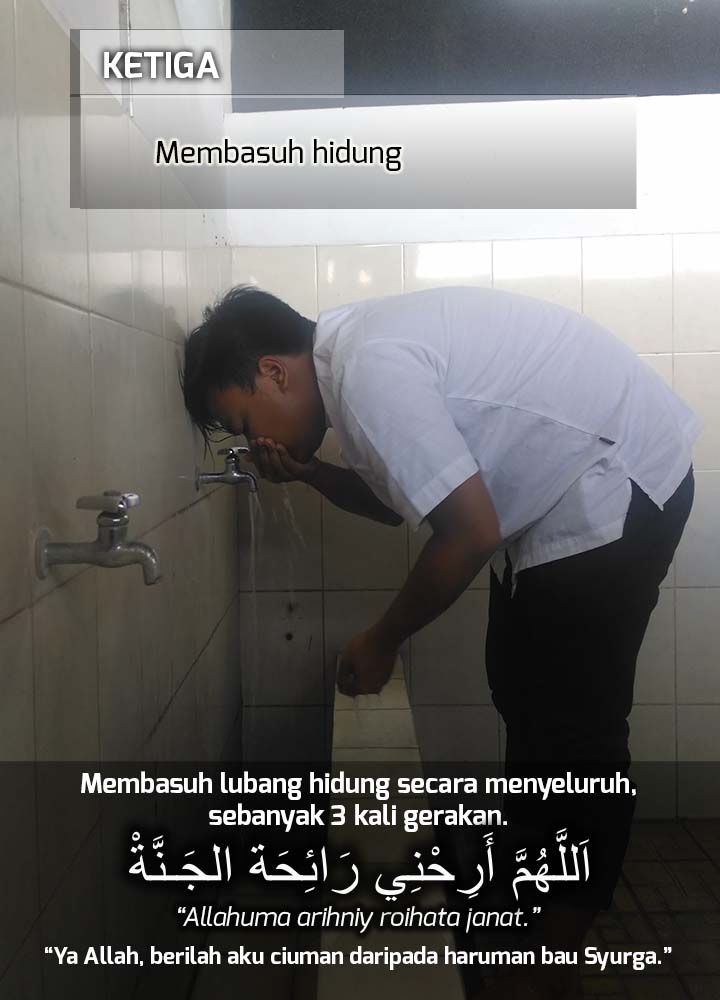 KETIGA
Membasuh hidung
Membasuh lubang hidung secara menyeluruh,
sebanyak 3 kali gerakan.
اَللَّهُمَّ أَرِحْنِي رَائِحَة الجَـنَّةْ
“Allahuma arihniy roihata janat.”
“Ya Allah, berilah aku ciuman daripada haruman bau Syurga.”